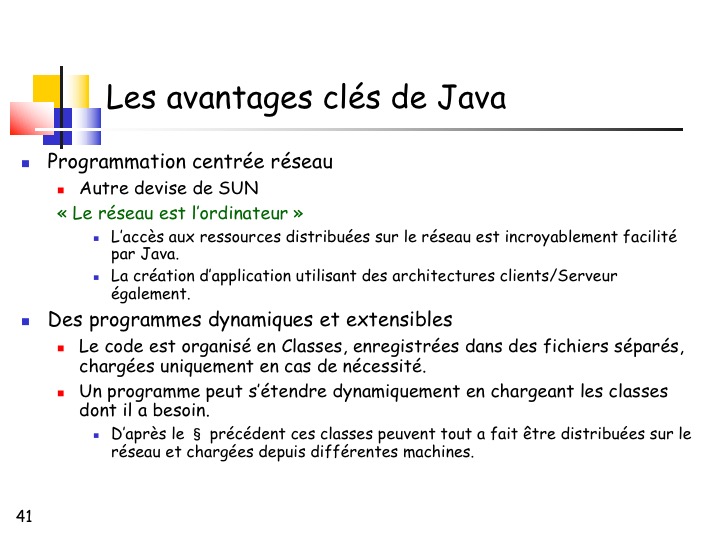 Les avantages clés de Java
Programmation centrée réseau
Autre devise de SUN
« Le réseau est l’ordinateur »
L’accès aux ressources distribuées sur le réseau est incroyablement facilité
par Java.
La création d’application utilisant des architectures clients/Serveur
également.
Des programmes dynamiques et extensibles
Le code est organisé en Classes, enregistrées dans des fichiers séparés,
chargées uniquement en cas de nécessité.
Un programme peut s’étendre dynamiquement en chargeant les classes
dont il a besoin.
D’après le § précédent ces classes peuvent tout a fait être distribuées sur le
réseau et chargées depuis différentes machines.
41